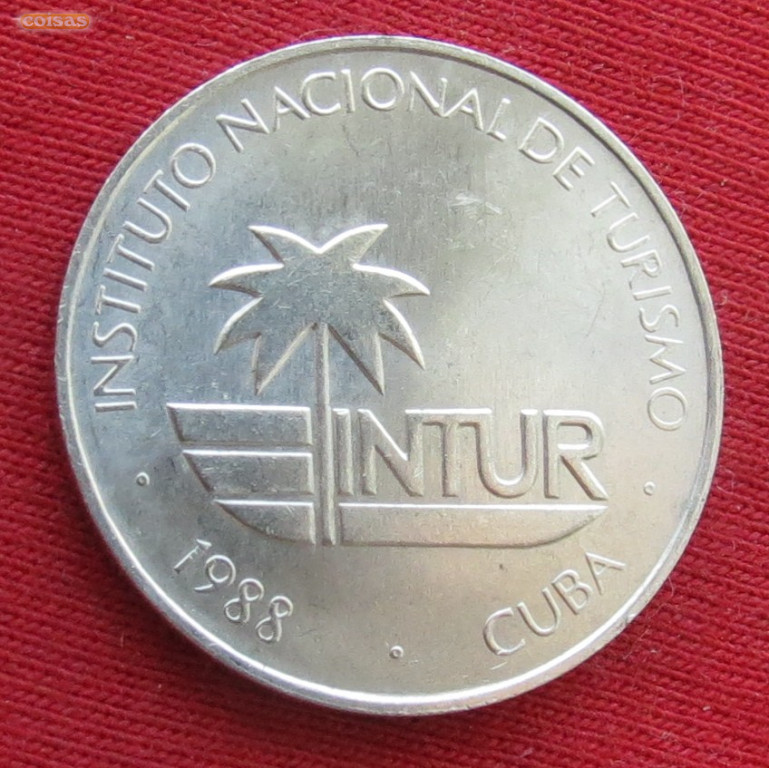 coisas
INSTITUTO NACIONAL DE TURISMO
INTUR
1988
CUBA